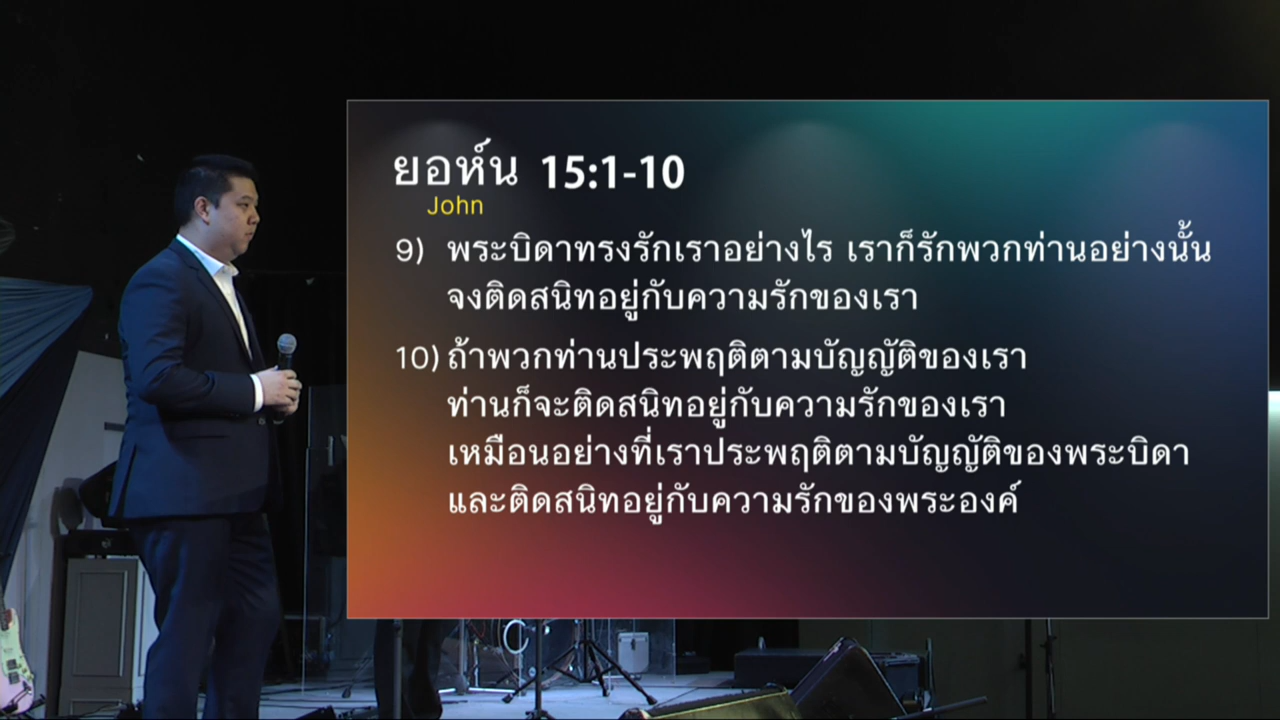 ยอห์น 15:1-10
John
9) พระบิดาทรงรักเราอย่างไร เราก็รักพวกท่านอย่างนั้น
จงติดสนิทอยู่กับความรักของเรา
10) ถ้าพวกท่านประพฤติตามบัญญัติของเรา
ท่านก็จะติดสนิทอยู่กับความรักของเรา
เหมือนอย่างที่เราประพฤติตามบัญญัติของพระบิดา
และติดสนิทอยู่กับความรักของพระองค์